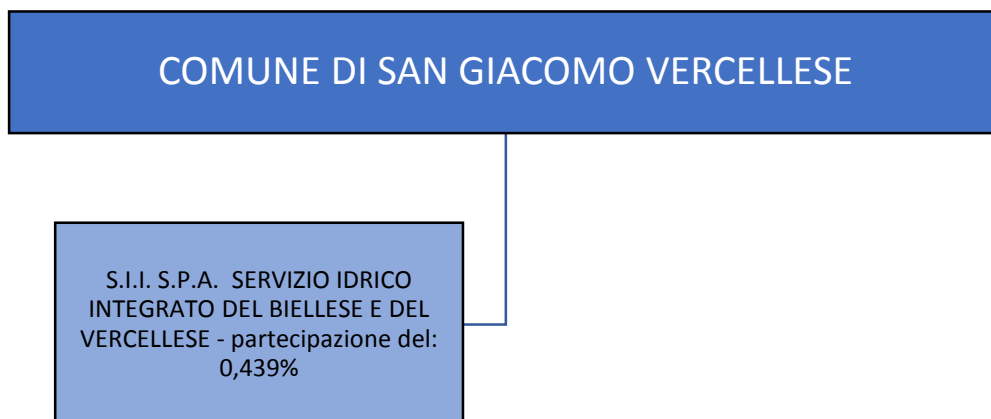 COMUNE DI SAN GIACOMO VERCELLESE
S.I.I. S.P.A. SERVIZIO IDRICO
INTEGRATO DEL BIELLESE E DEL
VERCELLESE - partecipazione del:
0,439%